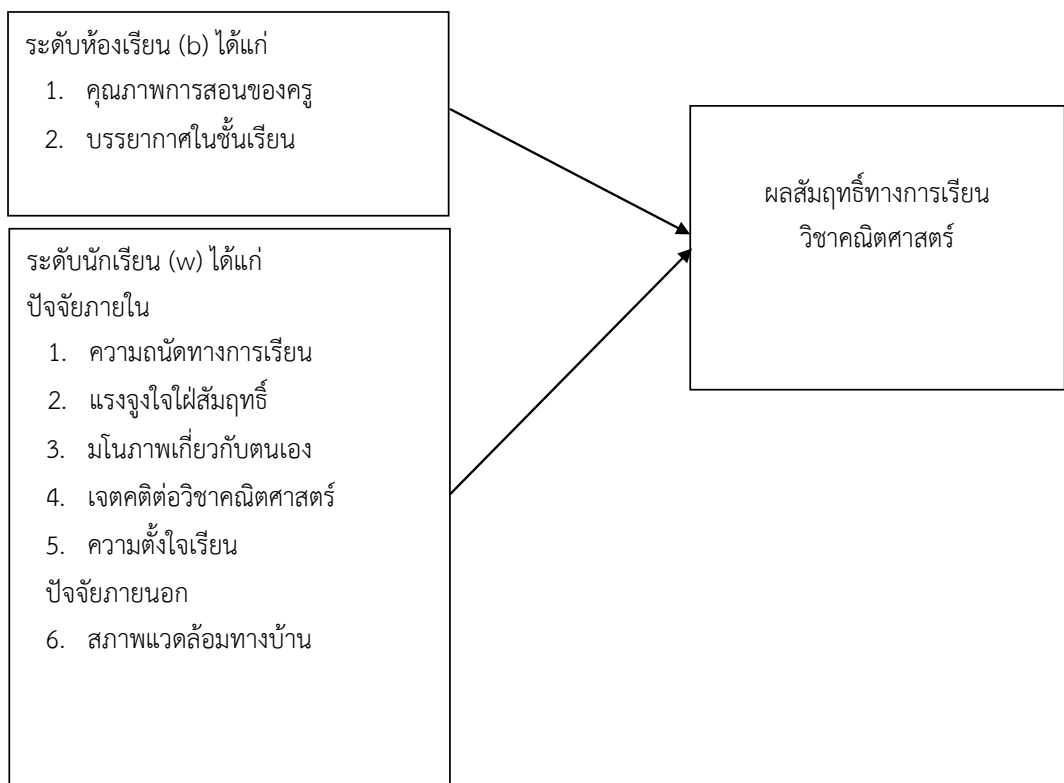 ระดับห้องเรียน (b) ได้แก่
1. คุณภาพการสอนของครู
2. บรรยากาศในชั้นเรียน
ระดับนักเรียน (w) ได้แก่
ปัจจัยภายใน
1. ความถนัดทางการเรียน
2. แรงจูงใจใฝ่สัมฤทธิ์
3. มโนภาพเกี่ยวกับตนเอง
4. เจตคติต่อวิชาคณิตศาสตร์
5. ความตั้งใจเรียน
ปัจจัยภายนอก
6. สภาพแวดล้อมทางบ้าน
ผลสัมฤทธิ์ทางการเรียน
วิชาคณิตศาสตร์